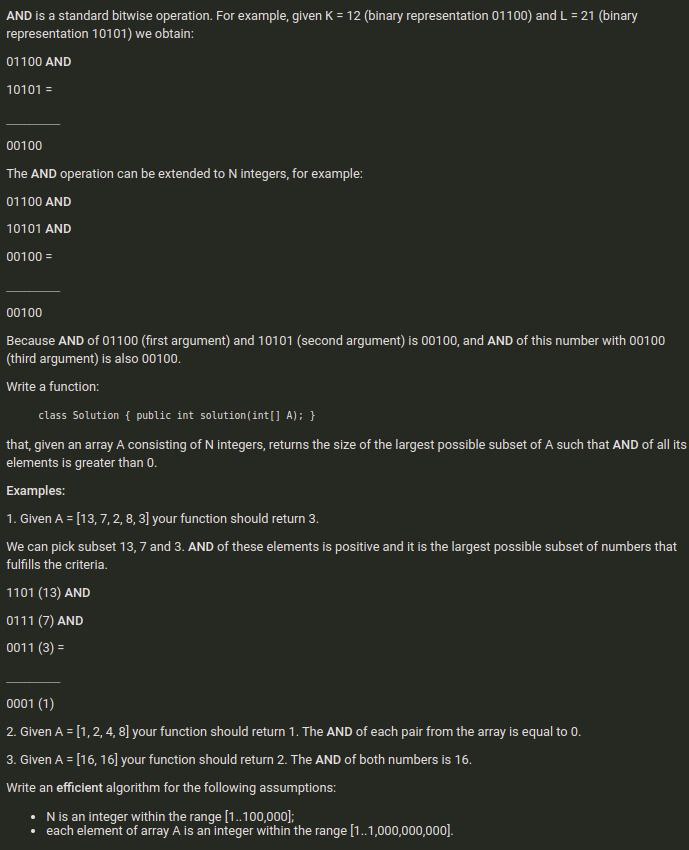 AND is a standard bitwise operation. For example, given K = 12 (binary representation 01100) and L = 21 (binary
representation 10101) we obtain:
01100 AND
10101 =
_________
00100
The AND operation can be extended to N integers, for example:
01100 AND
10101 AND
00100 =
_________
00100
Because AND of 01100 (first argument) and 10101 (second argument) is 00100, and AND of this number with 00100
(third argument) is also 00100.
Write a function:
class Solution { public int solution(int[] A); }
that, given an array A consisting of N integers, returns the size of the largest possible subset of A such that AND of all its
elements is greater than 0.
Examples:
1. Given A = [13, 7, 2, 8, 3] your function should return 3.
We can pick subset 13, 7 and 3. AND of these elements is positive and it is the largest possible subset of numbers that
fulfills the criteria.
1101 (13) AND
0111 (7) AND
0011 (3) =
_________
0001 (1)
2. Given A = [1, 2, 4, 8] your function should return 1. The AND of each pair from the array is equal to 0.
3. Given A = [16, 16] your function should return 2. The AND of both numbers is 16.
Write an efficient algorithm for the following assumptions:
• N is an integer within the range [1..100,000];
• each element of array A is an integer within the range [1..1,000,000,000].